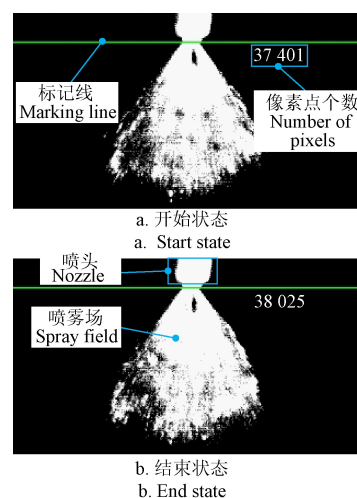 37 401
标记线
Marking line
像素点个数
Number of
pixels
a. 开始状态
a. Start state
喷头
Nozzle
38 025
喷雾场
Spray field
b. 结束状态
b. End state